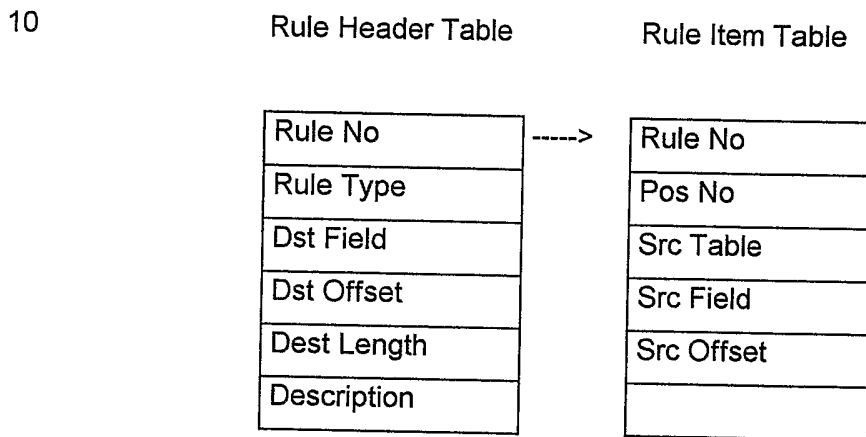 10
Rule Header Table
Rule Item Table
Rule No
----->
Rule No
Rule Type
Pos No
Dst Field
Src Table
Dst Offset
Src Field
Dest Length
Src Offset
Description